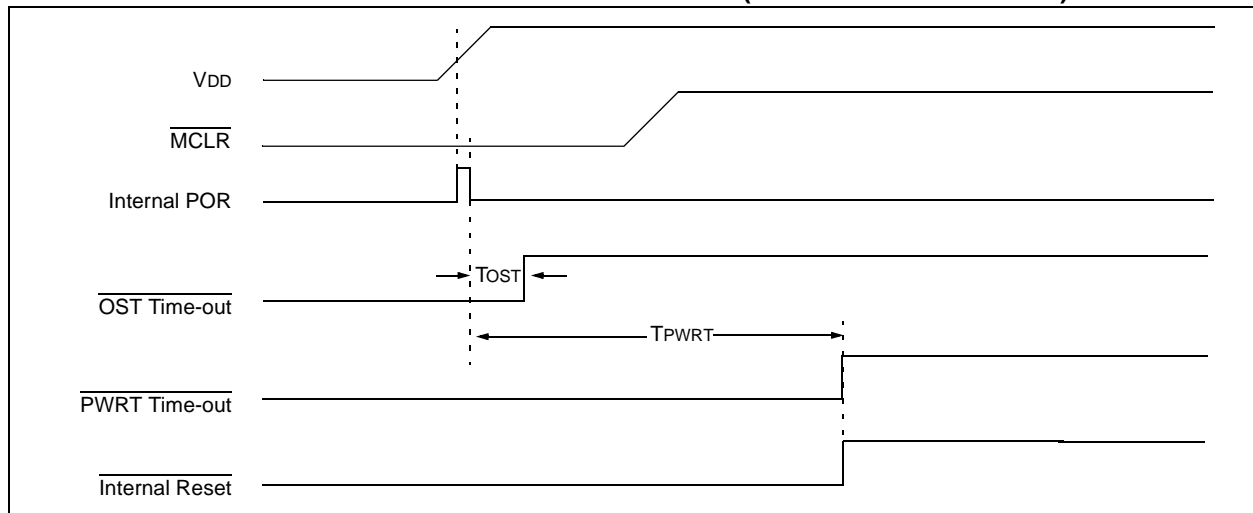 (
)
VDD
MCLR
Internal POR
TOST
OST Time-out
TPWRT
PWRT Time-out
Internal Reset